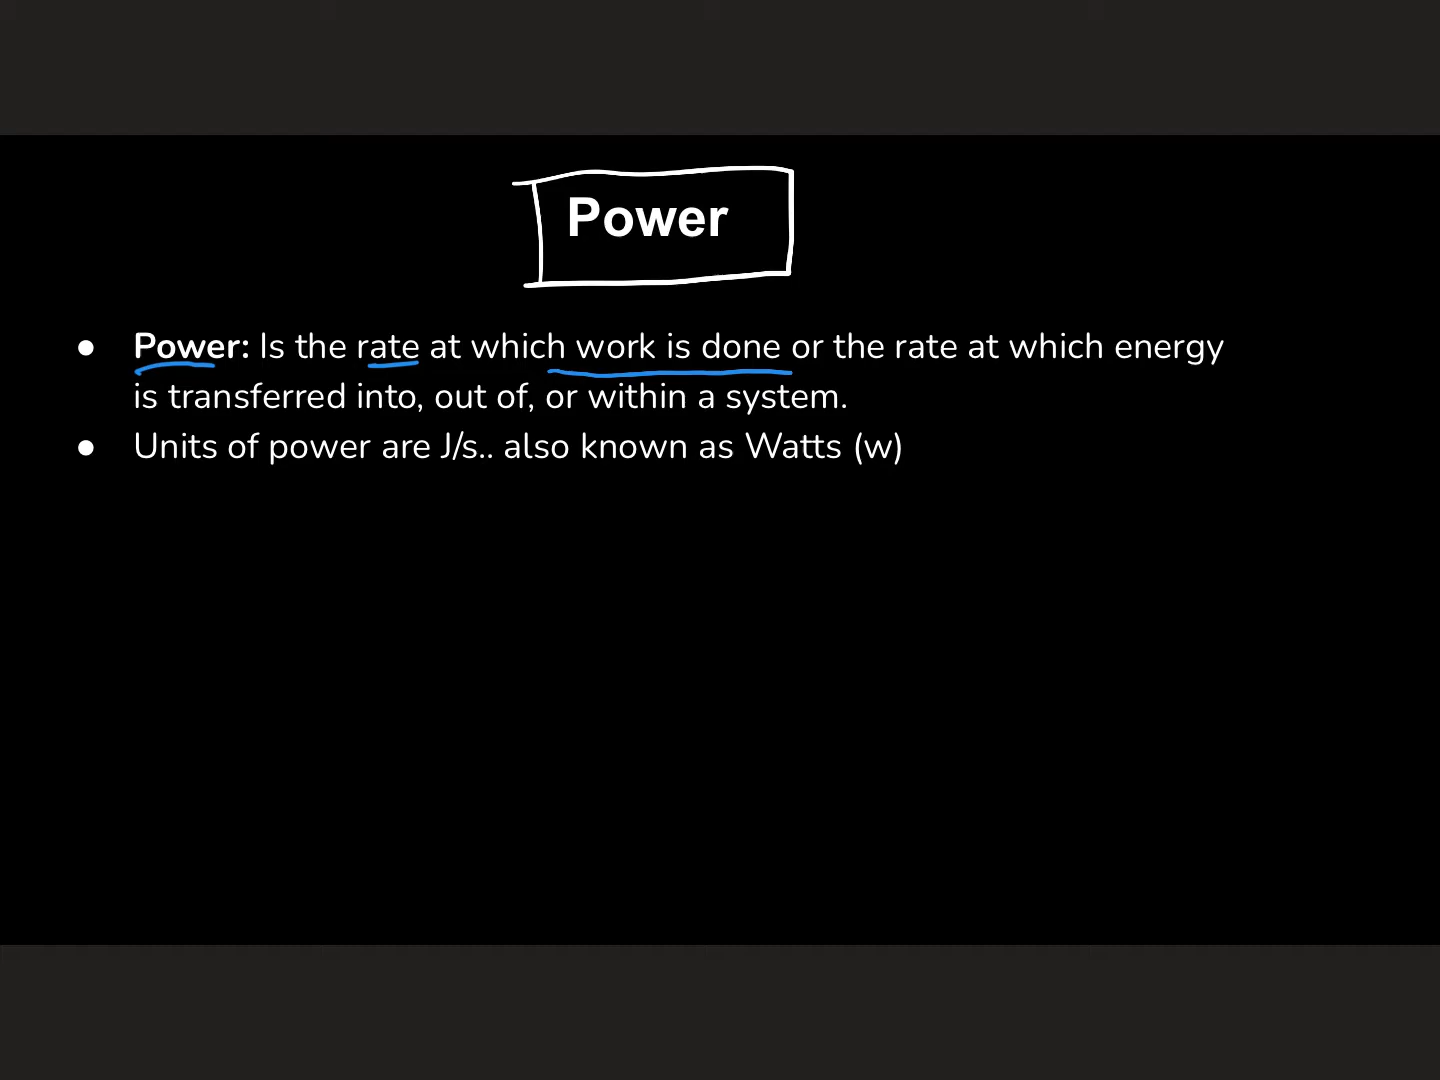 Power
● Power: Is the rate at which work is done or the rate at which energy
is transferred into, out of, or within a system.
● Units of power are J/s.. also known as Watts (w)